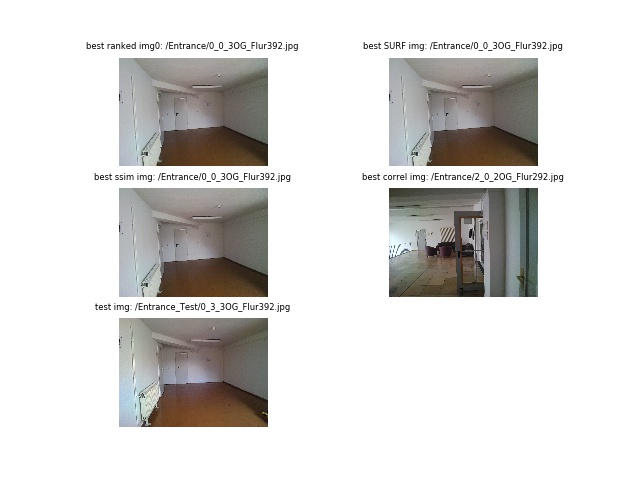 best ranked img0: /Entrance/0_0_3OG_Flur392.jpg
best SURF img: /Entrance/0_0_3OG_Flur392.jpg
best ssim img: /Entrance/0_0_3OG_Flur392.jpg
best correl img: /Entrance/2_0_2OG_Flur292.jpg
test img: /Entrance_Test/0_3_3OG_Flur392.jpg